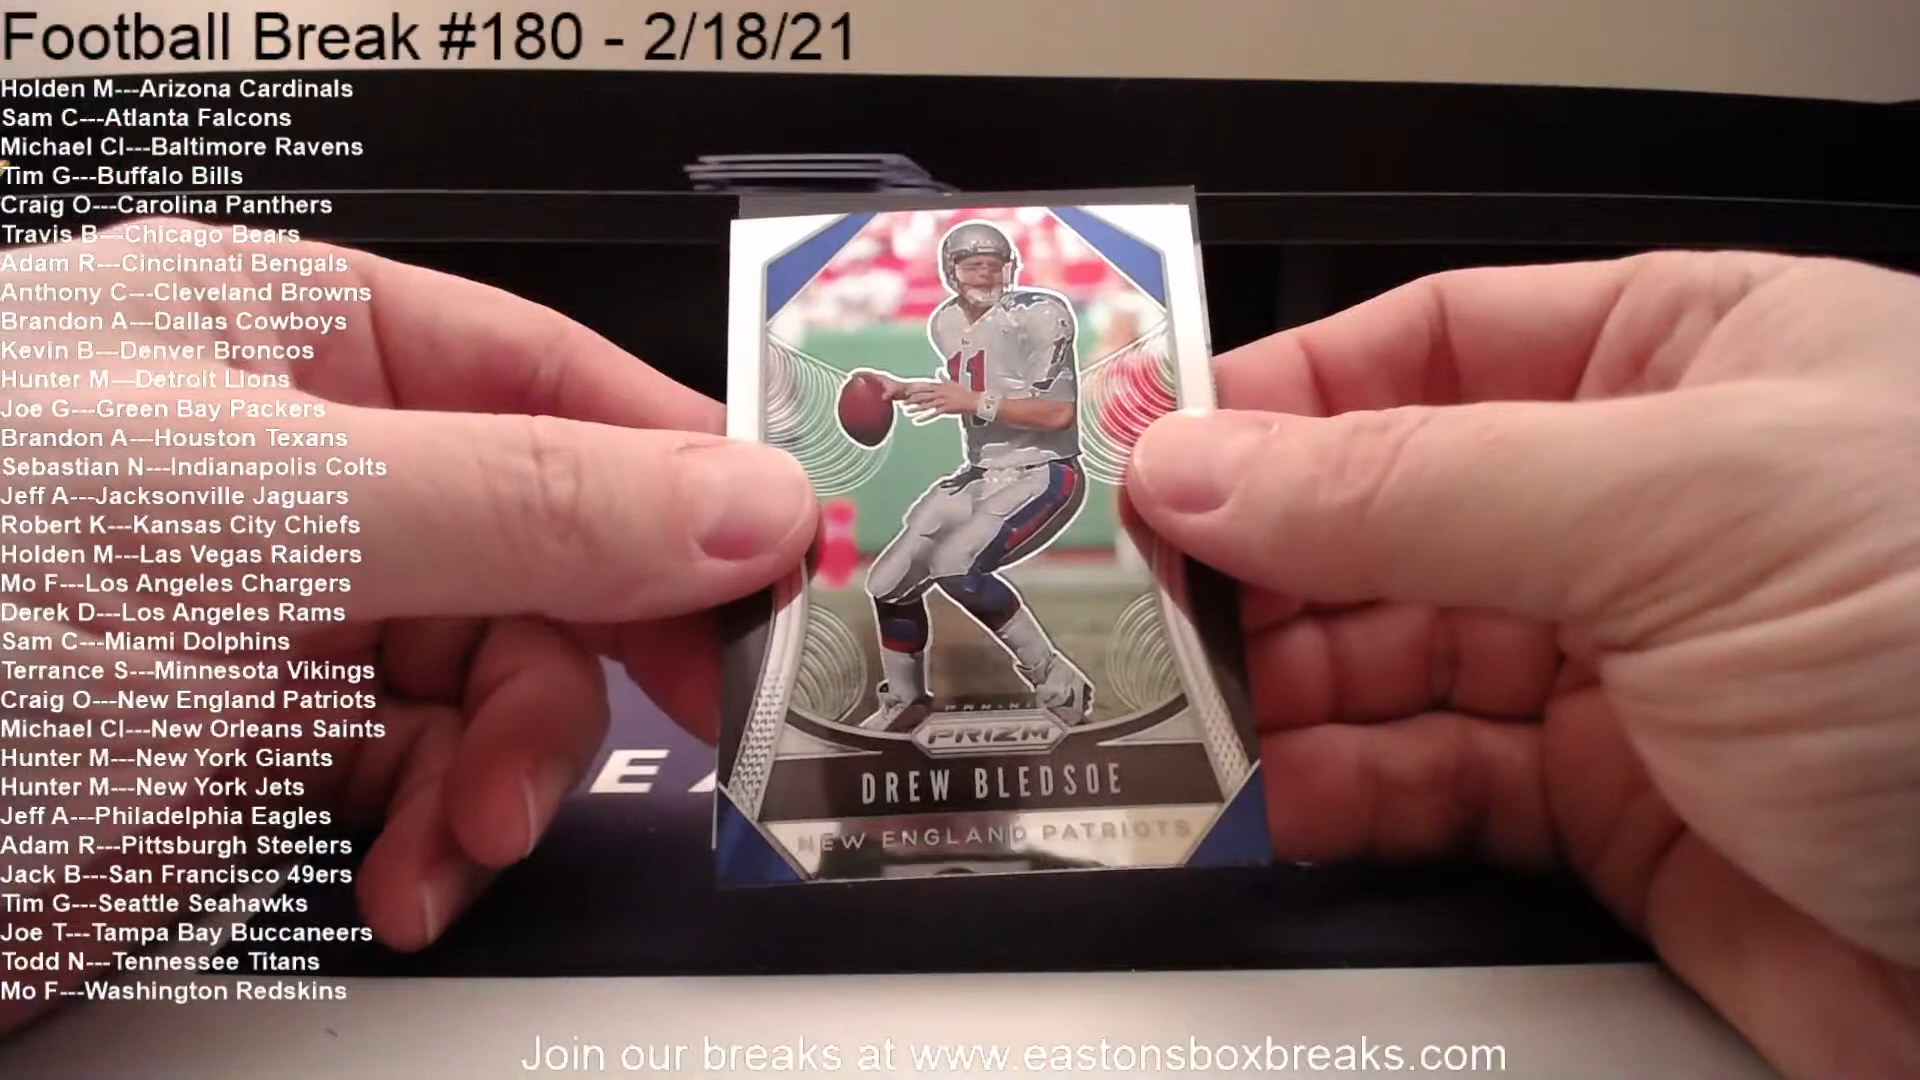 Football Break #180 - 2/18/21
Holden M---Arizona Cardinals
Sam C---Atlanta Falcons
Michael Cl---Baltimore Ravens
Tim G---Buffalo Bills
Craig O---Carolina Panthers
Travis B---Chicago Bears
Adam R---Cincinnati Bengals
Anthony C---Cleveland Browns
Brandon A---Dallas Cowboys
Kevin B---Denver Broncos
Hunter M---Detroit Lions
Joe G---Green Bay Packers
Brandon A---Houston Texans
Sebastian N---Indianapolis Colts
Jeff A---Jacksonville Jaguars
Robert K---Kansas City Chiefs
Holden M---Las Vegas Raiders
Mo F---Los Angeles Chargers
Derek D---Los Angeles Rams
Sam C---Miami Dolphins
Terrance S---Minnesota Vikings
Craig O---New England Patriots
Michael Cl---New Orleans Saints
Hunter M---New York Giants
Hunter M---New York Jets
Jeff A---Philadelphia Eagles
Adam R---Pittsburgh Steelers
Jack B---San Francisco 49ers
Tim G---Seattle Seahawks
Joe T---Tampa Bay Buccaneers
Todd N---Tennessee Titans
Mo F---Washington Redskins
11
11
PANINI
PRIZM
DREW BLEDSOE
NEW ENGLAND PATRIOTS
Join our breaks at www.eastonsboxbreaks.com